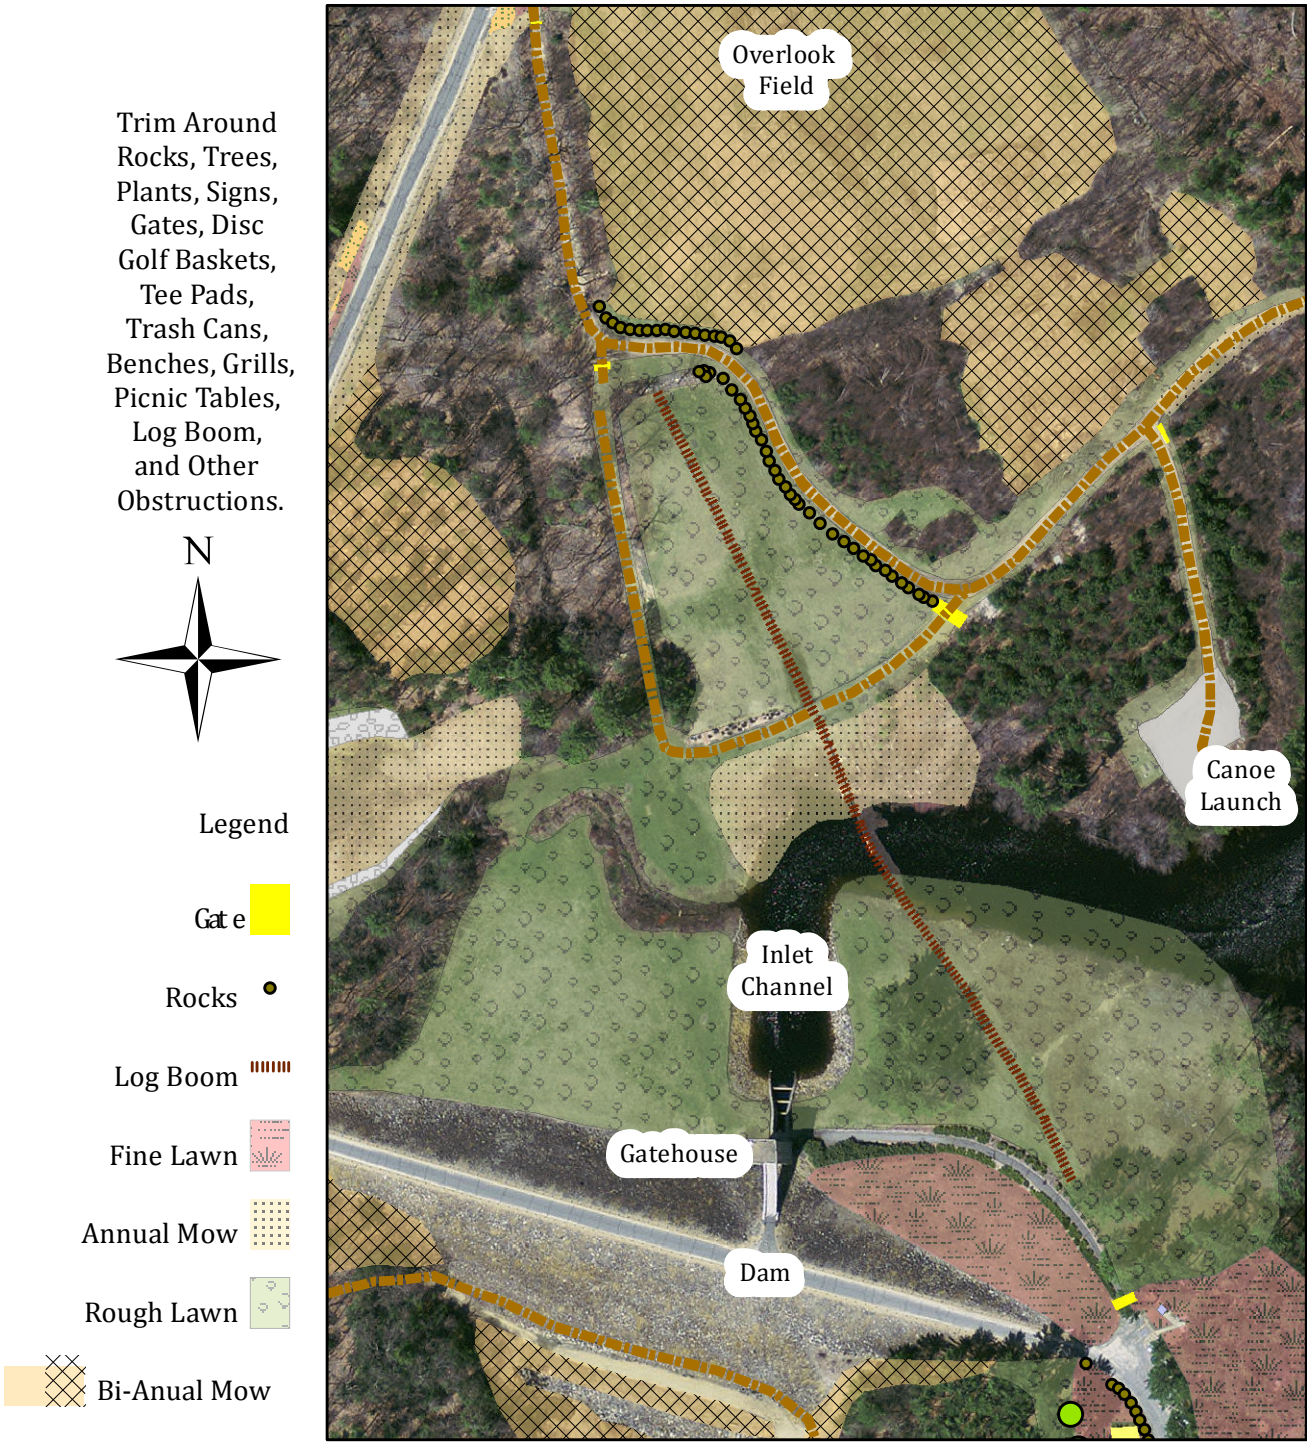 Trim Around
Rocks, Trees,
Plants, Signs,
Gates, Disc
Golf Baskets,
Tee Pads,
Trash Cans,
Benches, Grills,
Picnic Tables,
Log Boom,
and Other
Obstructions.
N
Legend
Gate
Rocks
Log Boom
Fine Lawn
Annual Mow
Rough Lawn
Bi-Anual Mow
Overlook
Field
Canoe
Launch
Inlet
Channel
Gatehouse
Dam